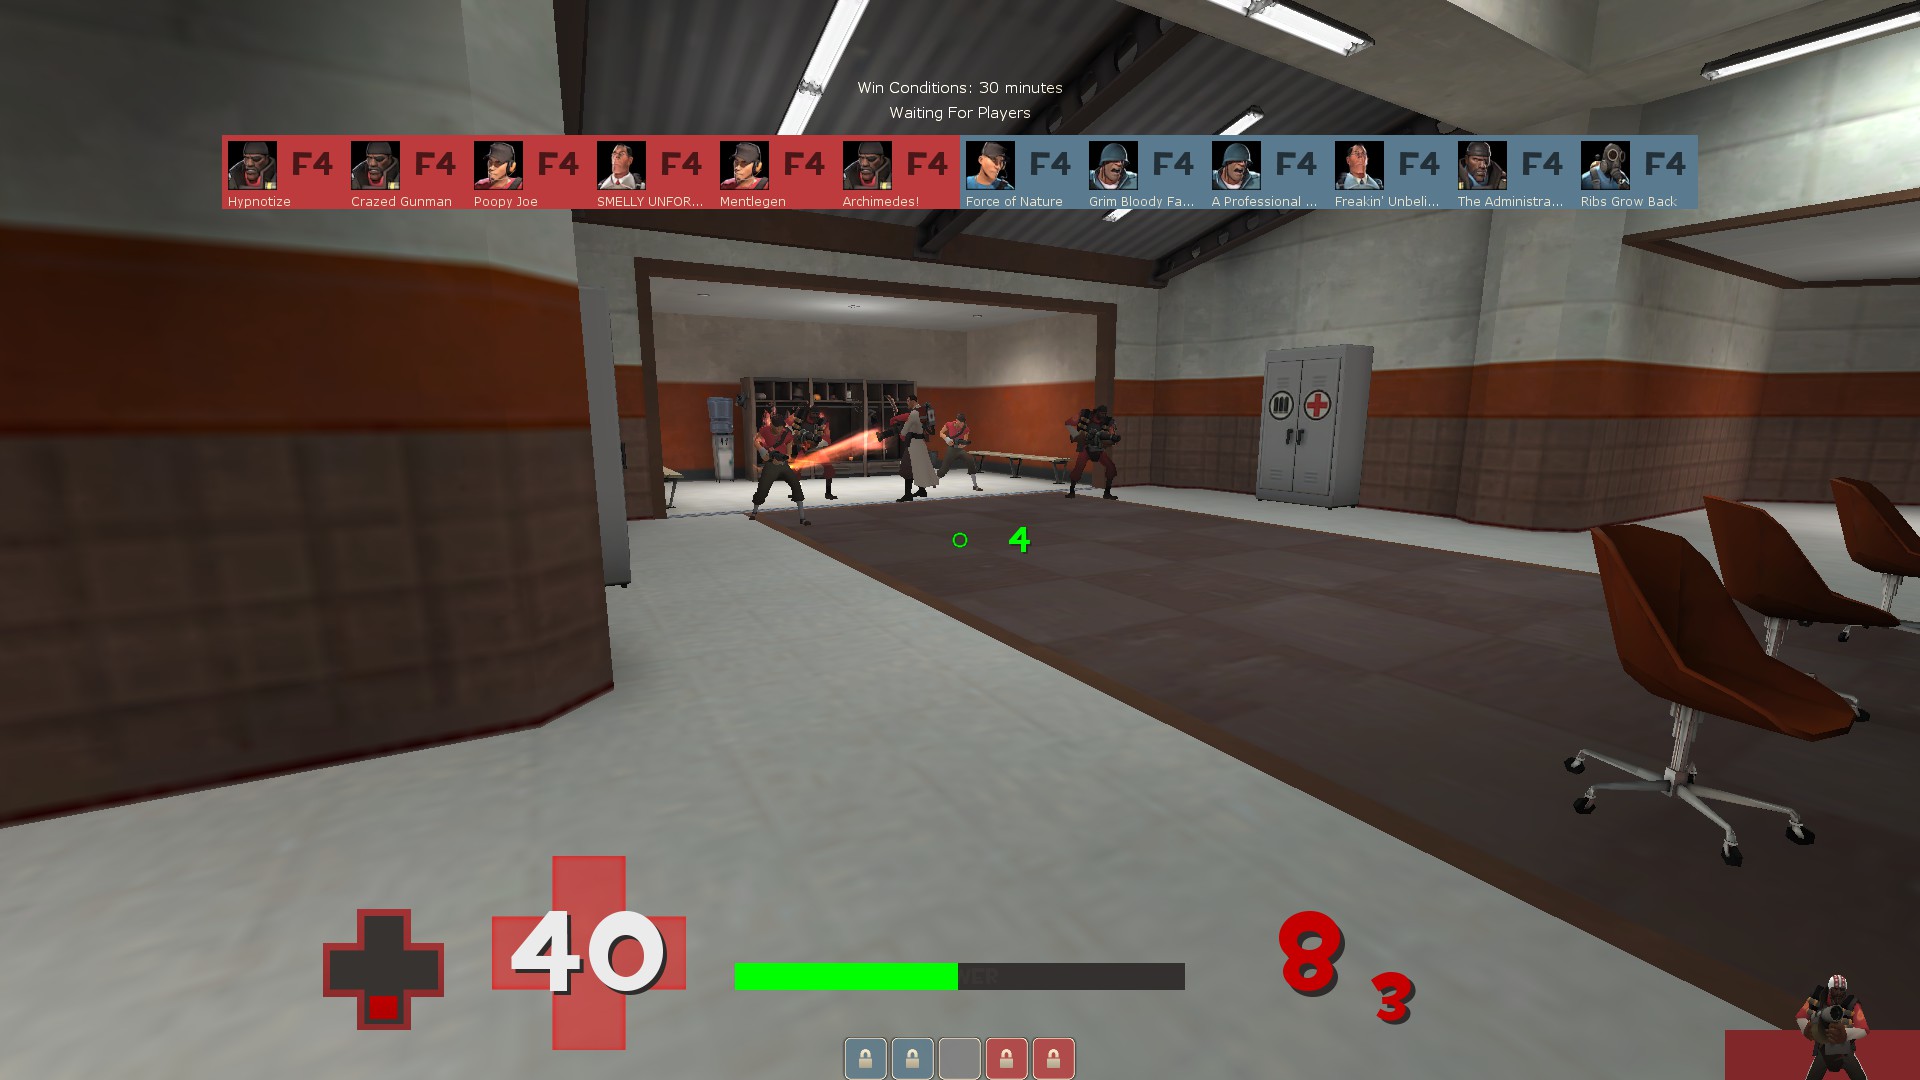 Win Conditions: 30 minutes
Waiting For Players
F4 F4 F4 F4 F4 F4 F4 F4 F4 F4 F4 F4
Hypnotize Crazed Gunman Poopy Joe SMELLY UNFOR... Mentlegen Archimedes! Force of Nature Grim Bloody Fa... A Professional ... Freakin' Unbeli... The Administra... Ribs Grow Back
4
40
8
3